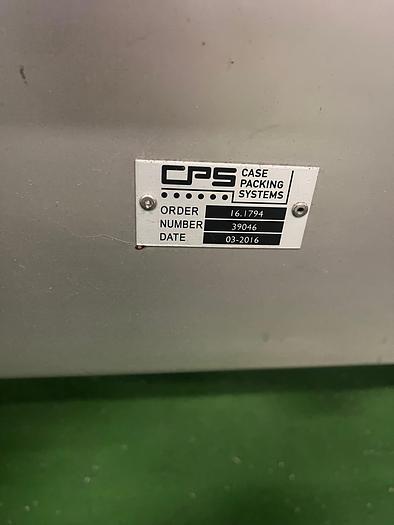 CPS CASE
PACKING
SYSTEMS
ORDER 16.1794
NUMBER 39046
DATE 03-2016